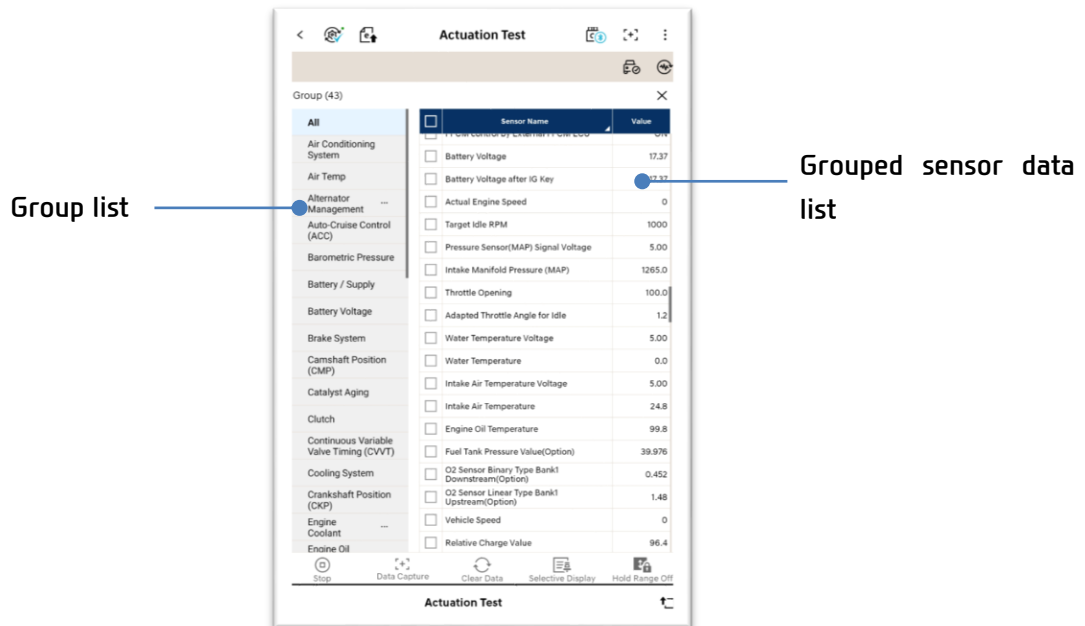 Actuation Test
Group (43)
All
Air Conditioning
System
Air Temp
Alternator ...
Management
Auto-Cruise Control
(ACC)
Barometric Pressure
Battery / Supply
Battery Voltage
Brake System
Camshaft Position
(CMP)
Catalyst Aging
Clutch
Continuous Variable
Valve Timing (CVVT)
Cooling System
Crankshaft Position
(CKP)
Engine ...
Coolant
Engine Oil
Sensor Name Value
Battery Voltage 17.37
Battery Voltage after IG Key 17.37
Actual Engine Speed 0
Target Idle RPM 1000
Pressure Sensor(MAP) Signal Voltage 5.00
Intake Manifold Pressure (MAP) 1265.0
Throttle Opening 100.0
Adapted Throttle Angle for Idle 1.2
Water Temperature Voltage 5.00
Water Temperature 0.0
Intake Air Temperature Voltage 5.00
Intake Air Temperature 24.8
Engine Oil Temperature 99.8
Fuel Tank Pressure Value(Option) 39.976
O2 Sensor Binary Type Bank1
Downstream(Option) 0.452
O2 Sensor Linear Type Bank1
Upstream(Option) 1.48
Vehicle Speed 0
Relative Charge Value 96.4
Stop Data Capture Clear Data Selective Display Hold Range Off
Actuation Test
Group list
Grouped sensor data
list